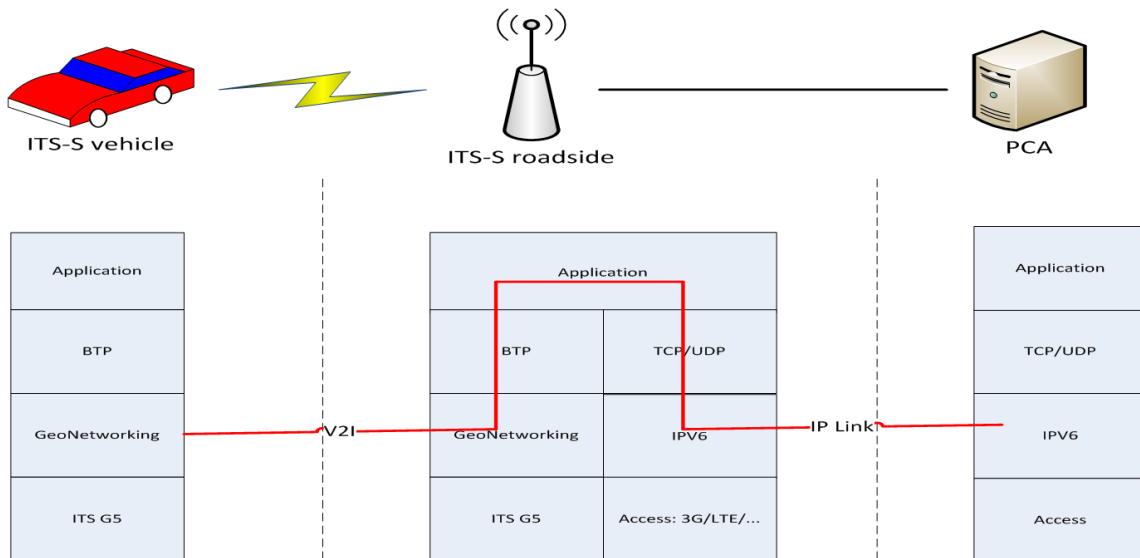 ITS-S vehicle
ITS-S roadside
PCA
Application
BTP
GeoNetworking
ITS G5
V2I
Application
BTP
TCP/UDP
GeoNetworking
IPV6
ITS G5
Access: 3G/LTE/...
IP Link
Application
TCP/UDP
IPV6
Access